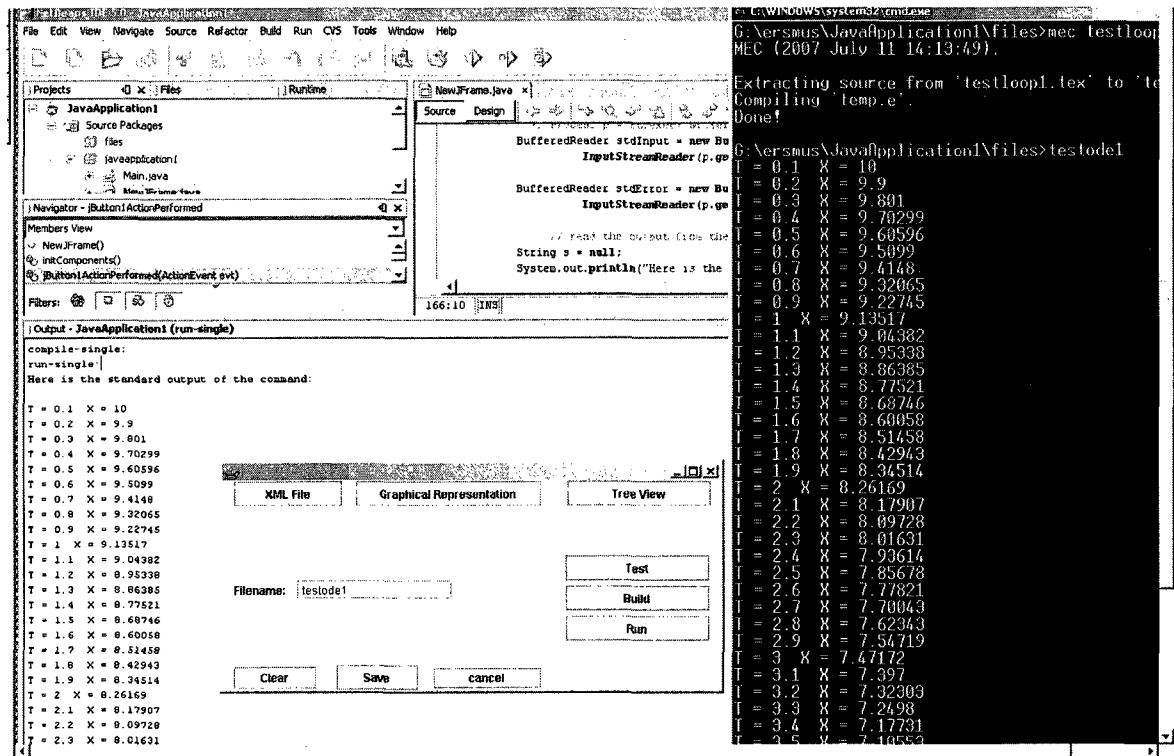 File Edit View Navigate Source Refactor Build Run CVS Tools Window Help
Projects Files Runtime
JavaApplication1
Source Packages
files
javaapplication1
Main.java
NewJFrame.java
Navigator - jButton1ActionPerformed
Members View
NewJFrame()
initComponents()
jButton1ActionPerformed(ActionEvent evt)
Filters:
NewJFrame.java
Source Design
BufferedReader stdInput = new Bu
InputStreamReader(p.ge
BufferedReader stdError = new Bu
InputStreamReader(p.ge
// read the output from the
String s = null;
System.out.println("Here is the
166:10 INS
Output - JavaApplication1 (run-single)
compile-single:
run-single:
Here is the standard output of the command:
T = 0.1 X = 10
T = 0.2 X = 9.9
T = 0.3 X = 9.801
T = 0.4 X = 9.70299
T = 0.5 X = 9.60596
T = 0.6 X = 9.5099
T = 0.7 X = 9.4148
T = 0.8 X = 9.32065
T = 0.9 X = 9.22745
T = 1 X = 9.13517
T = 1.1 X = 9.04382
T = 1.2 X = 8.95338
T = 1.3 X = 8.86385
T = 1.4 X = 8.77521
T = 1.5 X = 8.68746
T = 1.6 X = 8.60058
T = 1.7 X = 8.51458
T = 1.8 X = 8.42943
T = 1.9 X = 8.34514
T = 2 X = 8.26169
T = 2.1 X = 8.17907
T = 2.2 X = 8.09728
T = 2.3 X = 8.01631
XML File Graphical Representation Tree View
Test
Filename: testode1
Build
Run
Clear Save cancel
C:\WINDOWS\system32\cmd.exe
G:\ersmus\JavaApplication1\files>mec testloop
MEC (2007 July 11 14:13:49).
Extracting source from 'testloop1.tex' to 'te
Compiling 'temp.e'.
Done!
G:\ersmus\JavaApplication1\files>testode1
T = 0.1 X = 10
T = 0.2 X = 9.9
T = 0.3 X = 9.801
T = 0.4 X = 9.70299
T = 0.5 X = 9.60596
T = 0.6 X = 9.5099
T = 0.7 X = 9.4148
T = 0.8 X = 9.32065
T = 0.9 X = 9.22745
T = 1 X = 9.13517
T = 1.1 X = 9.04382
T = 1.2 X = 8.95338
T = 1.3 X = 8.86385
T = 1.4 X = 8.77521
T = 1.5 X = 8.68746
T = 1.6 X = 8.60058
T = 1.7 X = 8.51458
T = 1.8 X = 8.42943
T = 1.9 X = 8.34514
T = 2 X = 8.26169
T = 2.1 X = 8.17907
T = 2.2 X = 8.09728
T = 2.3 X = 8.01631
T = 2.4 X = 7.93614
T = 2.5 X = 7.85678
T = 2.6 X = 7.77821
T = 2.7 X = 7.70043
T = 2.8 X = 7.62343
T = 2.9 X = 7.54719
T = 3 X = 7.47172
T = 3.1 X = 7.397
T = 3.2 X = 7.32303
T = 3.3 X = 7.2498
T = 3.4 X = 7.17731
T = 3.5 X = 7.10553